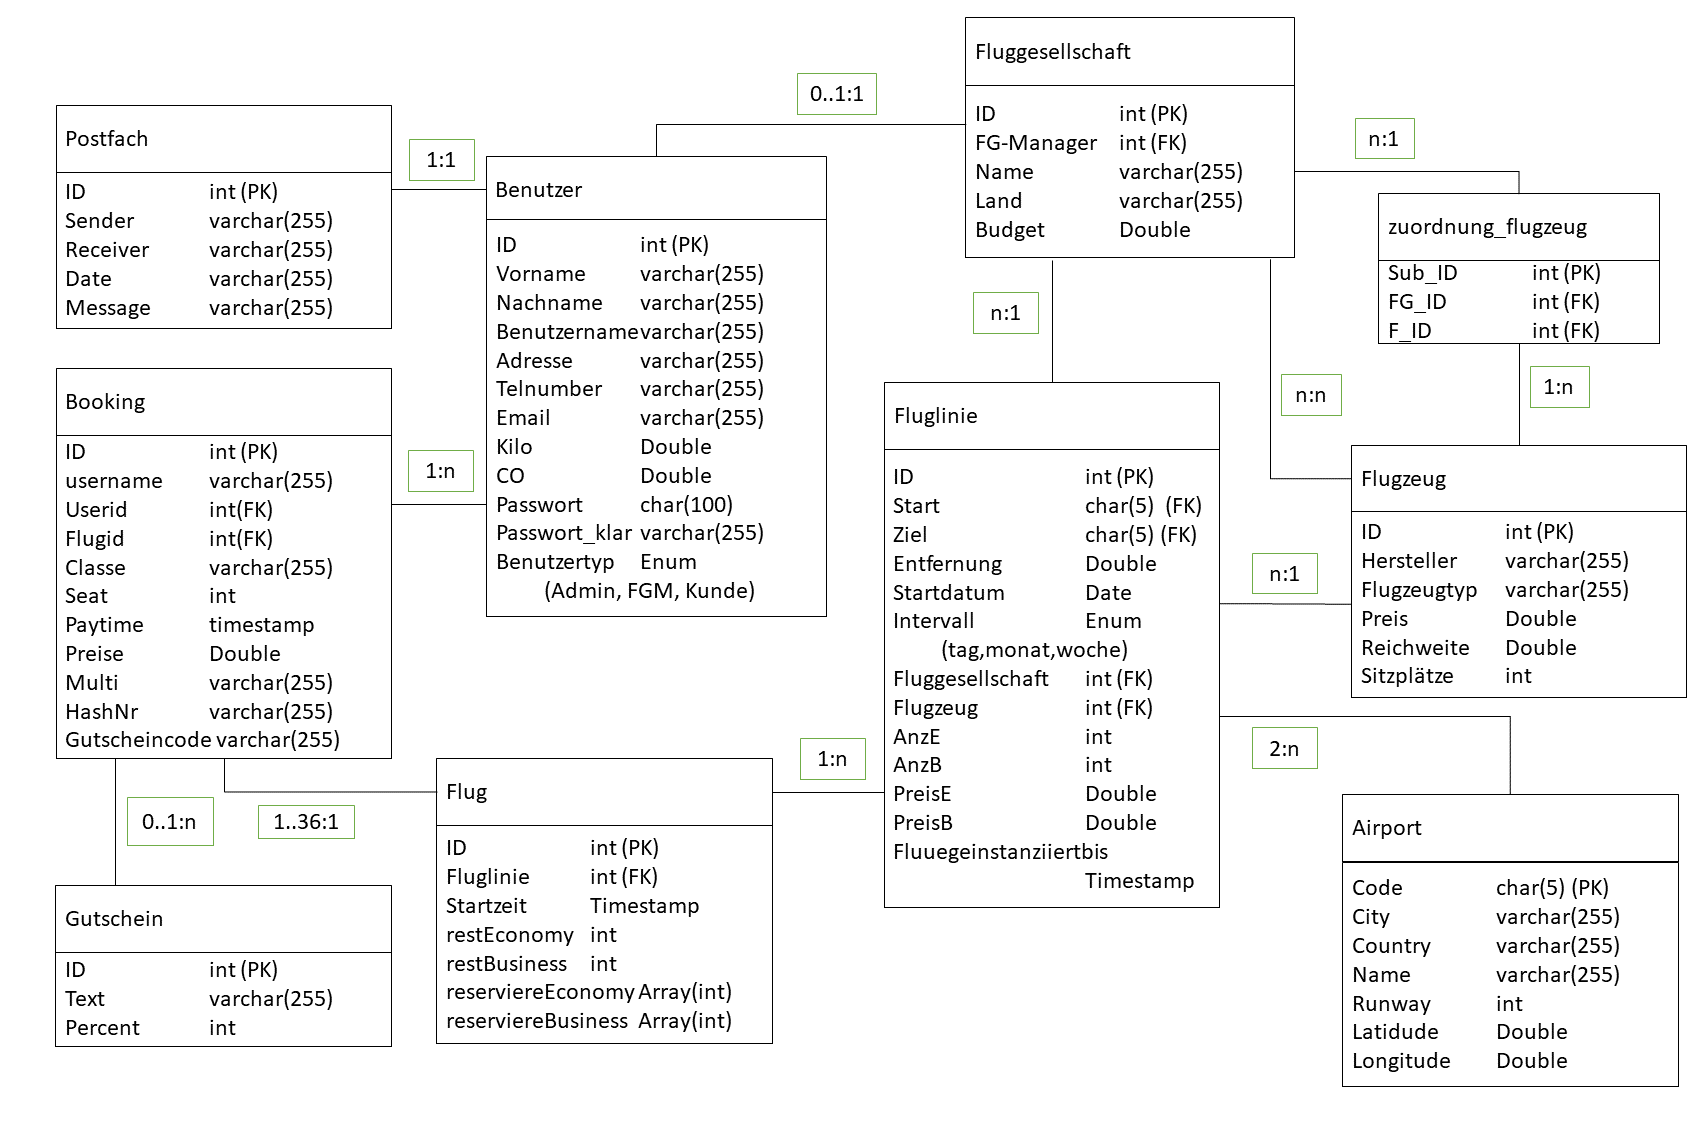 Fluggesellschaft
ID int (PK)
FG-Manager int (FK)
Name varchar(255)
Land varchar(255)
Budget Double
0..1:1
n:1
Postfach
ID int (PK)
Sender varchar(255)
Receiver varchar(255)
Date varchar(255)
Message varchar(255)
1:1
Benutzer
ID int (PK)
Vorname varchar(255)
Nachname varchar(255)
Benutzername varchar(255)
Adresse varchar(255)
Telnumber varchar(255)
Email varchar(255)
Kilo Double
CO Double
Passwort char(100)
Passwort_klar varchar(255)
Benutzertyp Enum
(Admin, FGM, Kunde)
zuordnung_flugzeug
Sub_ID int (PK)
FG_ID int (FK)
F_ID int (FK)
n:1
n:n
1:n
Booking
ID int (PK)
username varchar(255)
Userid int(FK)
Flugid int(FK)
Classe varchar(255)
Seat int
Paytime timestamp
Preise Double
Multi varchar(255)
HashNr varchar(255)
Gutscheincode varchar(255)
1:n
Fluglinie
ID int (PK)
Start char(5) (FK)
Ziel char(5) (FK)
Entfernung Double
Startdatum Date
Intervall Enum
(tag,monat,woche)
Fluggesellschaft int (FK)
Flugzeug int (FK)
AnzE int
AnzB int
PreisE Double
PreisB Double
Fluuegeinstanziiertbis
Timestamp
Flugzeug
ID int (PK)
Hersteller varchar(255)
Flugzeugtyp varchar(255)
Preis Double
Reichweite Double
Sitzplätze int
n:1
2:n
1:n
0..1:n
1..36:1
Flug
ID int (PK)
Fluglinie int (FK)
Startzeit Timestamp
restEconomy int
restBusiness int
reserviereEconomy Array(int)
reserviereBusiness Array(int)
Airport
Code char(5) (PK)
City varchar(255)
Country varchar(255)
Name varchar(255)
Runway int
Latidude Double
Longitude Double
Gutschein
ID int (PK)
Text varchar(255)
Percent int